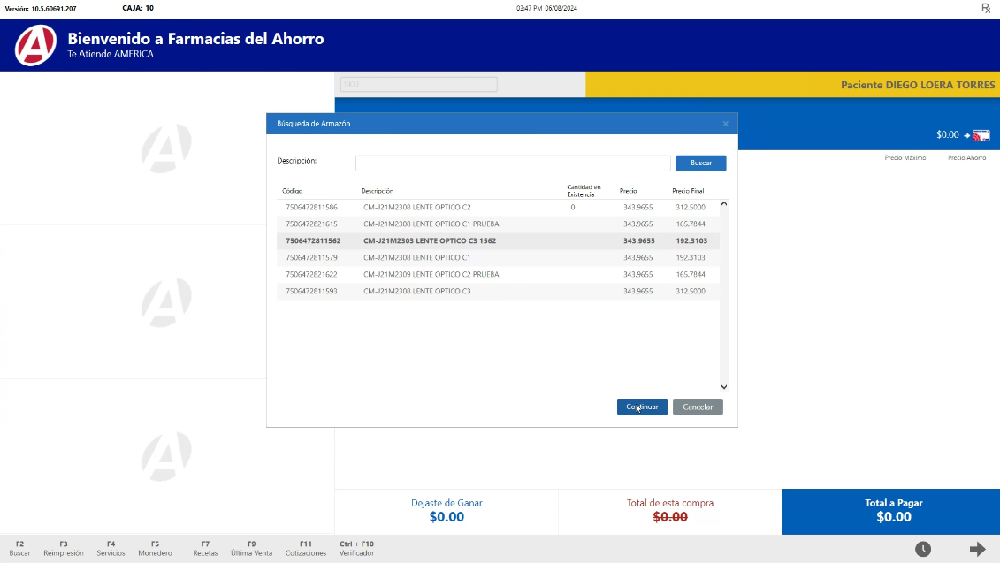 Versión: 10.5.60691.207
CAJA: 10
03:47 PM 06/08/2024
Bienvenido a Farmacias del Ahorro
Te Atiende AMERICA
SKU
Paciente DIEGO LOERA TORRES
$0.00
Precio Máximo Precio Ahorro
Búsqueda de Armazón
Descripción:
Buscar
Código Descripción Cantidad en Existencia Precio Precio Final
7506472811586 CM-J21M2308 LENTE OPTICO C2 0 343.9655 312.5000
7506472821615 CM-J21M2308 LENTE OPTICO C1 PRUEBA 343.9655 165.7844
7506472811562 CM-J21M2303 LENTE OPTICO C3 1562 343.9655 192.3103
7506472811579 CM-J21M2308 LENTE OPTICO C1 343.9655 192.3103
7506472821622 CM-J21M2309 LENTE OPTICO C2 PRUEBA 343.9655 165.7844
7506472811593 CM-J21M2308 LENTE OPTICO C3 343.9655 312.5000
Continuar Cancelar
Dejaste de Ganar
$0.00
Total de esta compra
$0.00
Total a Pagar
$0.00
F2 F3 F4 F5 F7 F9 F11 Ctrl + F10
Buscar Reimpresión Servicios Monedero Recetas Última Venta Cotizaciones Verificador